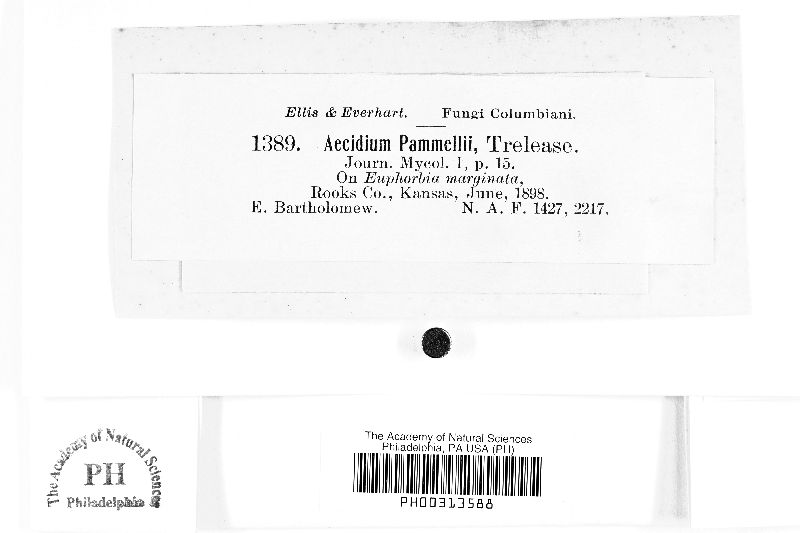 Ellis & Everhart. Fungi Columbiani.
1389. Aecidium Pammellii, Trelease.
Journ. Mycol. I, p. 15.
On Euphorbia marginata,
Rooks Co., Kansas, June, 1898.
E. Bartholomew. N. A. F. 1427, 2217.
The Academy of Natural Sciences
PH
Philadelphia
The Academy of Natural Sciences
Philadelphia, PA USA (PH)
PH00313588